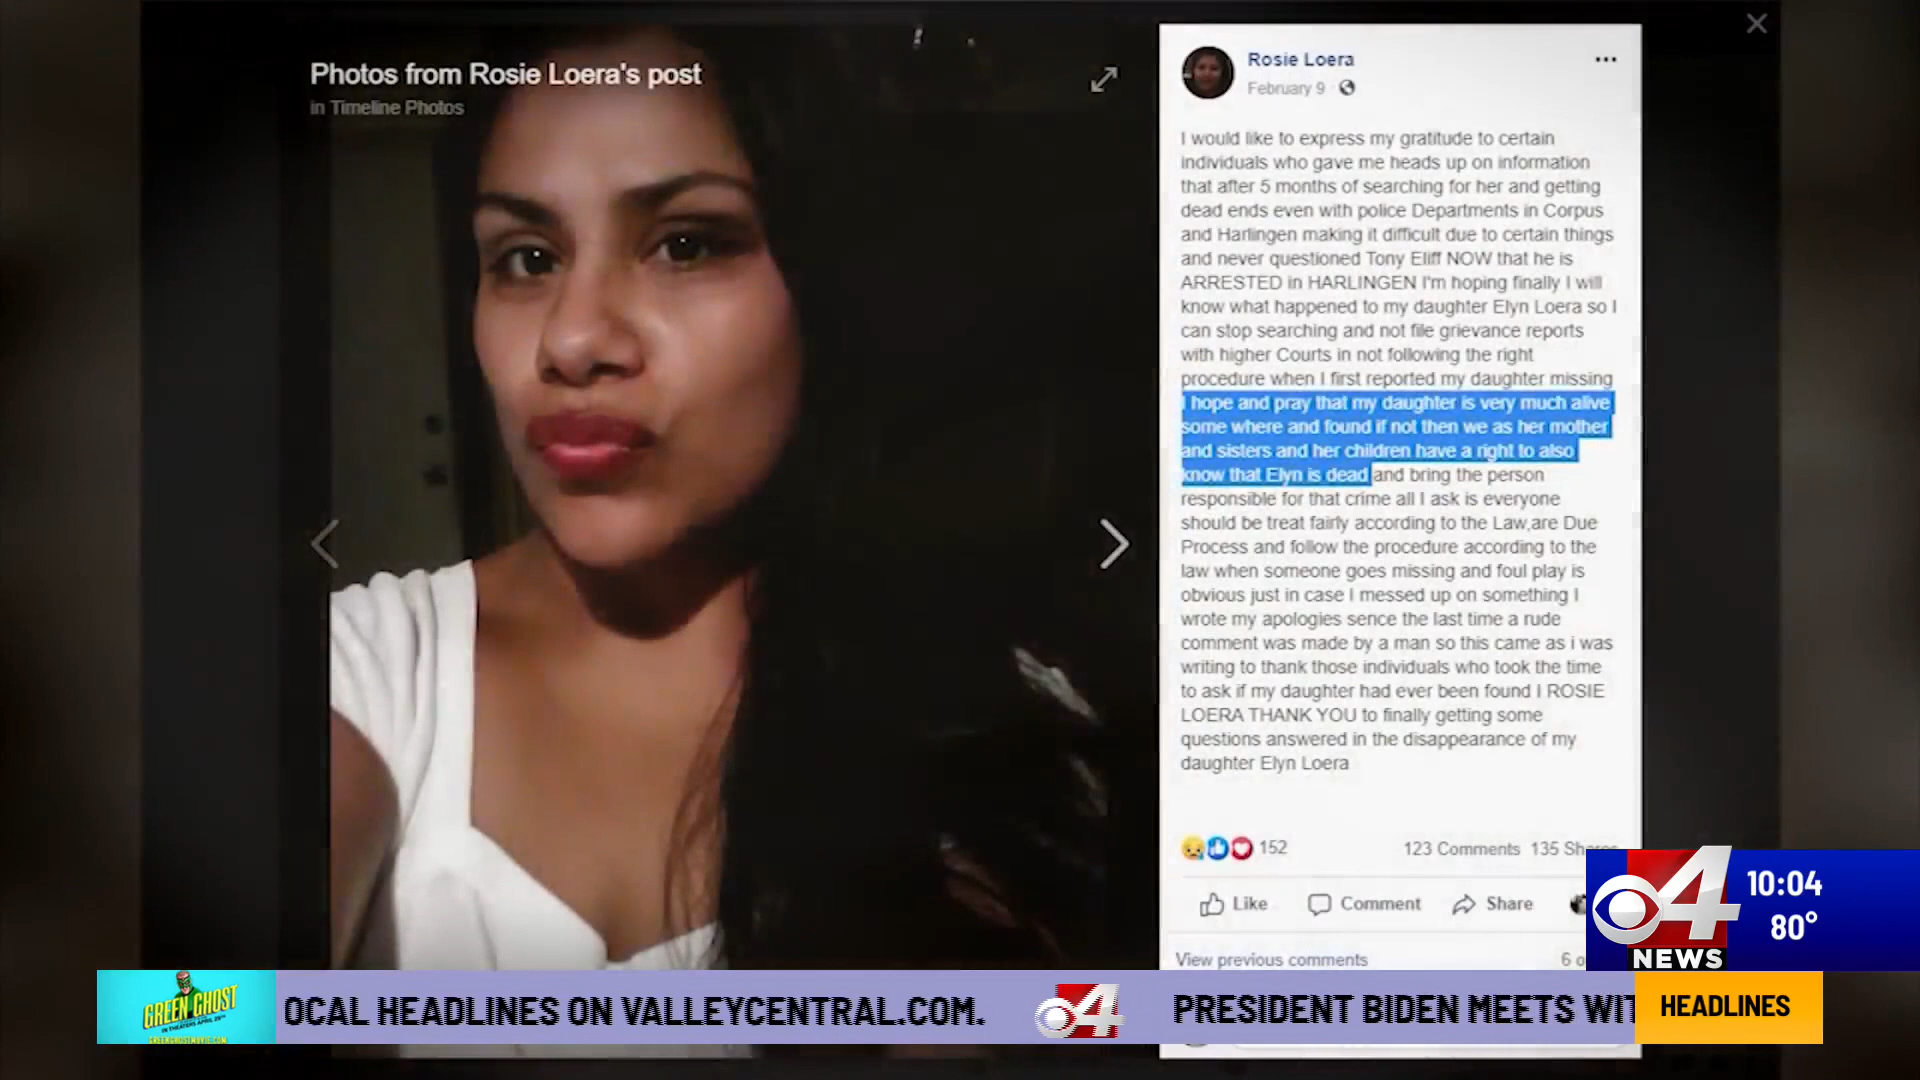 Photos from Rosie Loera's post
in Timeline Photos
Rosie Loera
February 9
I would like to express my gratitude to certain
individuals who gave me heads up on information
that after 5 months of searching for her and getting
dead ends even with police Departments in Corpus
and Harlingen making it difficult due to certain things
and never questioned Tony Eliff NOW that he is
ARRESTED in HARLINGEN I'm hoping finally I will
know what happened to my daughter Elyn Loera so I
can stop searching and not file grievance reports
with higher Courts in not following the right
procedure when I first reported my daughter missing
I hope and pray that my daughter is very much alive
some where and found if not then we as her mother
and sisters and her children have a right to also
know that Elyn is dead and bring the person
responsible for that crime all I ask is everyone
should be treat fairly according to the Law,are Due
Process and follow the procedure according to the
law when someone goes missing and foul play is
obvious just in case I messed up on something I
wrote my apologies sence the last time a rude
comment was made by a man so this came as i was
writing to thank those individuals who took the time
to ask if my daughter had ever been found I ROSIE
LOERA THANK YOU to finally getting some
questions answered in the disappearance of my
daughter Elyn Loera
152
123 Comments 135 Shares
Like Comment Share
View previous comments 6 o
4
NEWS
10:04
80°
GREEN GHOST
IN THEATERS APRIL 29TH
GREENGHOSTMOVIE.COM
OCAL HEADLINES ON VALLEYCENTRAL.COM. 4 PRESIDENT BIDEN MEETS WIT
HEADLINES